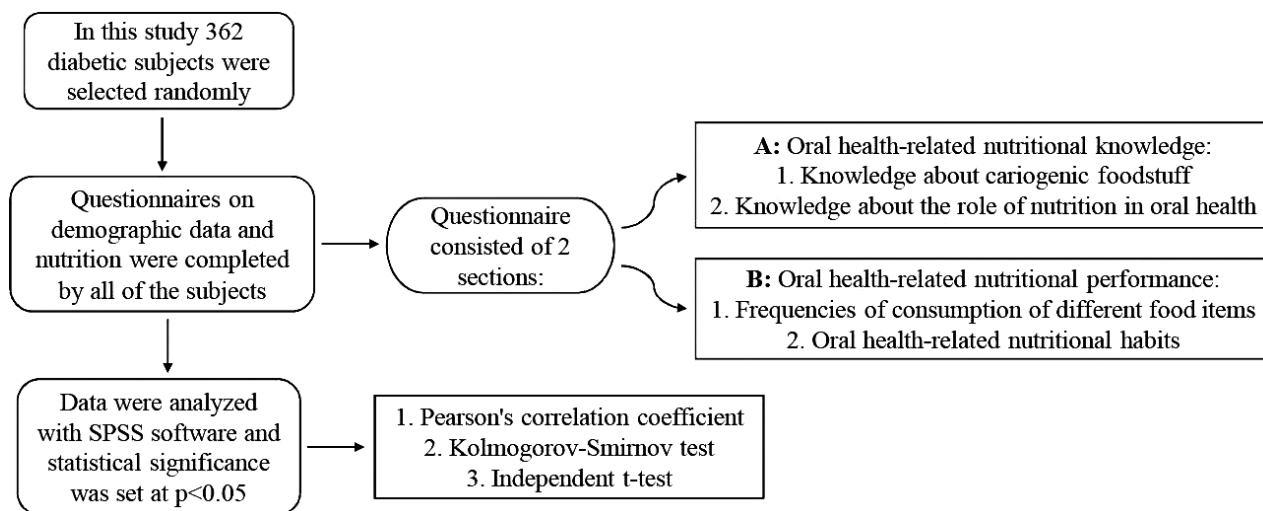 In this study 362
diabetic subjects were
selected randomly
Questionnaires on
demographic data and
nutrition were completed
by all of the subjects
Questionnaire
consisted of 2
sections:
A: Oral health-related nutritional knowledge:
1. Knowledge about cariogenic foodstuff
2. Knowledge about the role of nutrition in oral health
B: Oral health-related nutritional performance:
1. Frequencies of consumption of different food items
2. Oral health-related nutritional habits
Data were analyzed
with SPSS software and
statistical significance
was set at p<0.05
1. Pearson's correlation coefficient
2. Kolmogorov-Smirnov test
3. Independent t-test